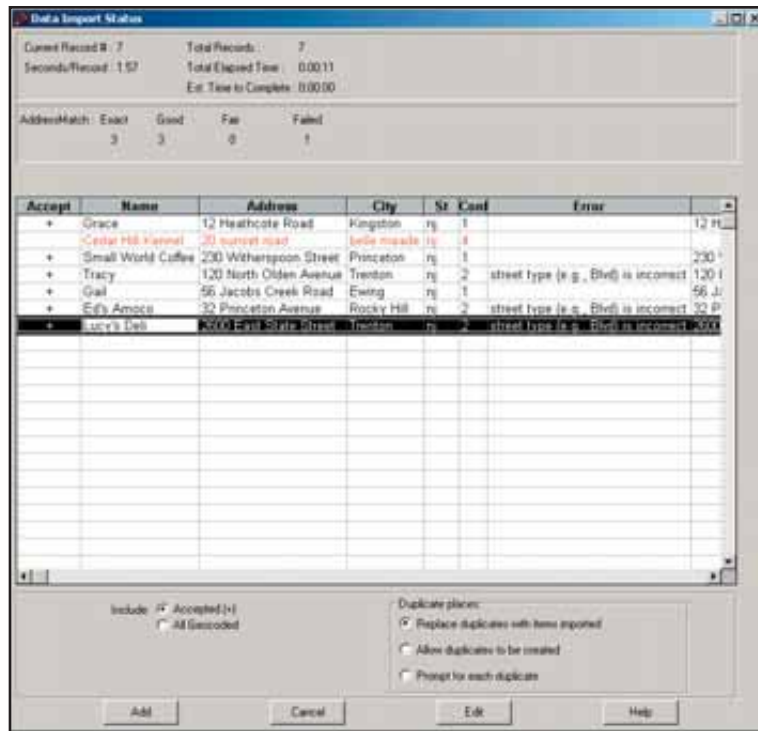 Data Import Status
Current Record #: 7 Total Records: 7
Seconds/Record: 1.57 Total Elapsed Time: 0:00:11
Est. Time to Complete: 0:00:00
AddressMatch: Exact Good Fair Failed
3 3 0 1
Accept Name Address City St Conf Error
+ Grace 12 Heathcote Road Kingston nj 1 12 H
Cedar Hill Kennel 20 sunset road belle meade nj 4
+ Small World Coffee 230 Witherspoon Street Princeton nj 1 230
+ Tracy 120 North Olden Avenue Trenton nj 2 street type (e.g., Blvd) is incorrect 120
+ Gail 56 Jacobs Creek Road Ewing nj 1 56 J
+ Ed's Amoco 32 Princeton Avenue Rocky Hill nj 2 street type (e.g., Blvd) is incorrect 32 P
+ Lucy's Deli 2600 East State Street Trenton nj 2 street type (e.g., Blvd) is incorrect 2600
Include: Accepted (+)
All Geocoded
Duplicate places:
Replace duplicates with items imported
Allow duplicates to be created
Prompt for each duplicate
Add Cancel Edit Help